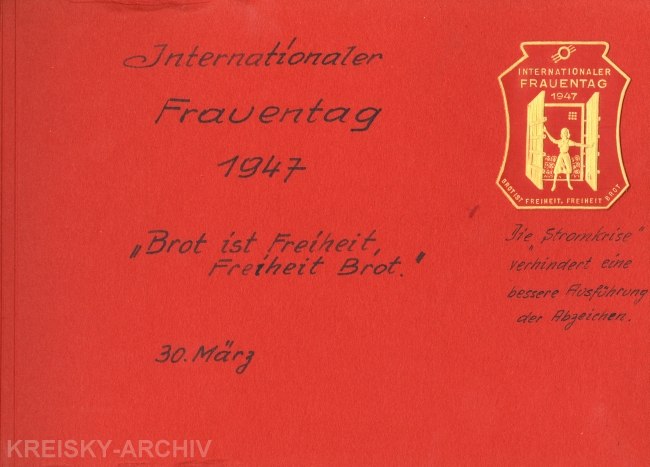 Internationaler
Frauentag
1947
„Brot ist Freiheit,
Freiheit Brot."
30. März
INTERNATIONALER
FRAUENTAG
1947
BROT IST FREIHEIT, FREIHEIT BROT
Die „Stromkrise"
verhindert eine
bessere Ausführung
der Abzeichen.
KREISKY-ARCHIV